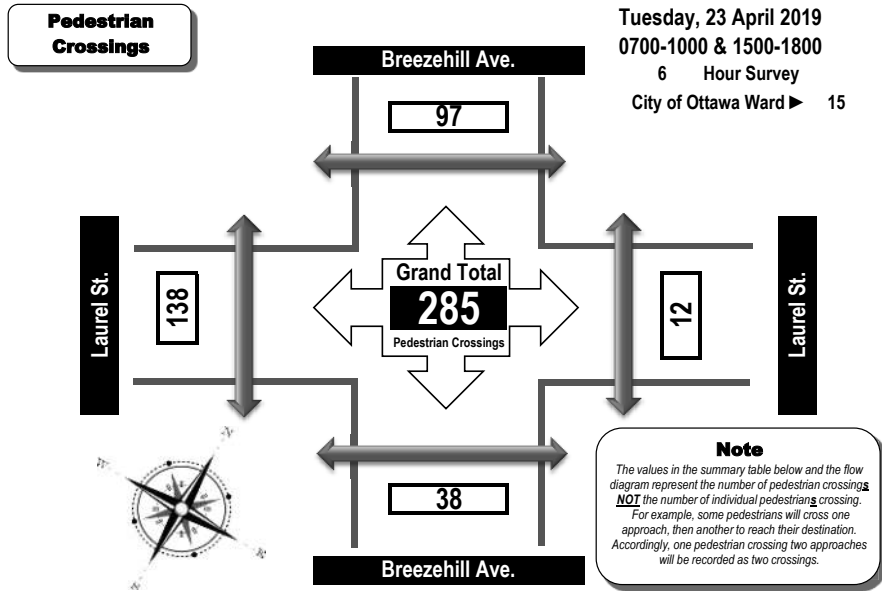 Pedestrian
Crossings
Tuesday, 23 April 2019
0700-1000 & 1500-1800
6 Hour Survey
City of Ottawa Ward ► 15
Breezehill Ave.
97
Laurel St.
138
Grand Total
285
Pedestrian Crossings
12
Laurel St.
38
Breezehill Ave.
Note
The values in the summary table below and the flow
diagram represent the number of pedestrian crossings
NOT the number of individual pedestrians crossing.
For example, some pedestrians will cross one
approach, then another to reach their destination.
Accordingly, one pedestrian crossing two approaches
will be recorded as two crossings.